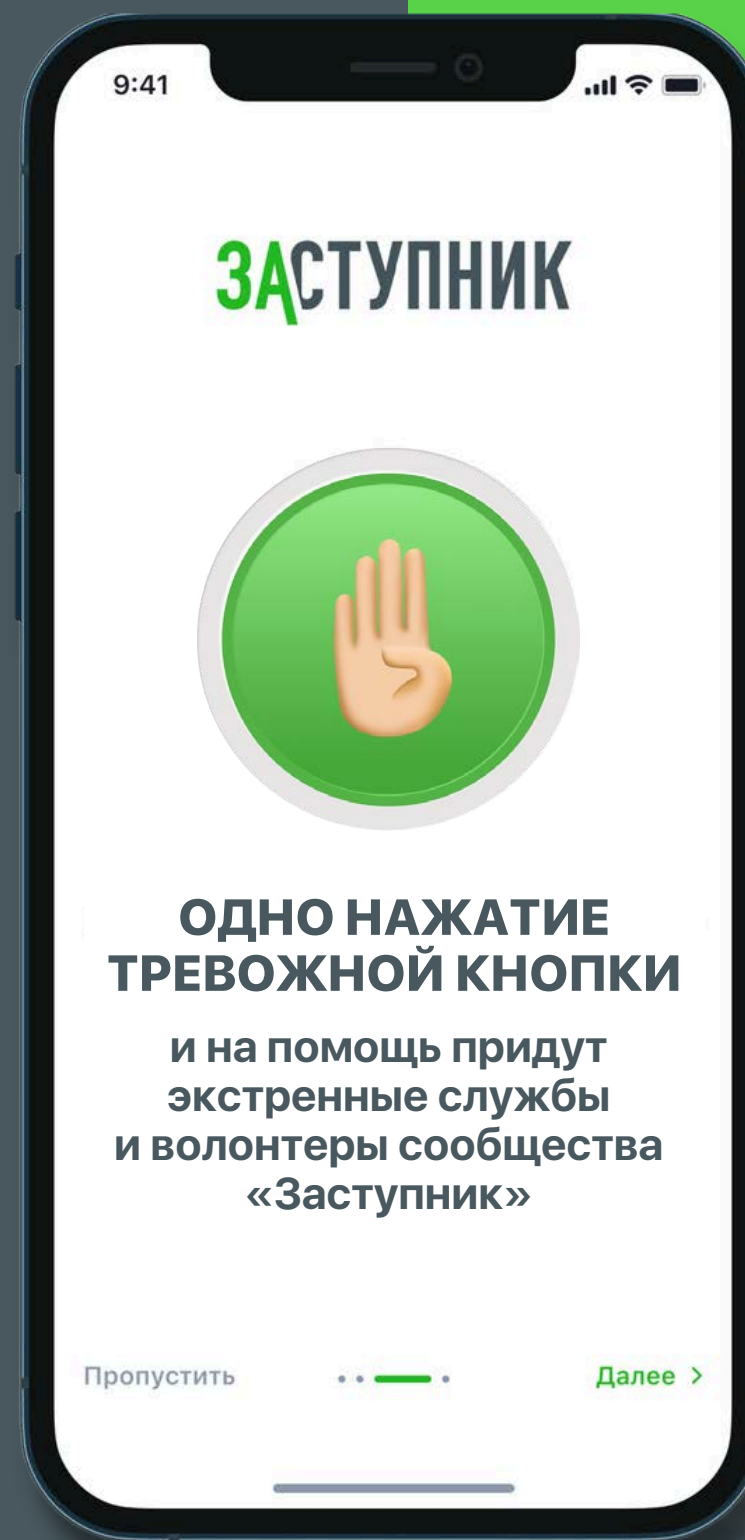 9:41
ЗАСТУПНИК
ОДНО НАЖАТИЕ
ТРЕВОЖНОЙ КНОПКИ
и на помощь придут
экстренные службы
и волонтеры сообщества
«Заступник»
Пропустить
Далее >